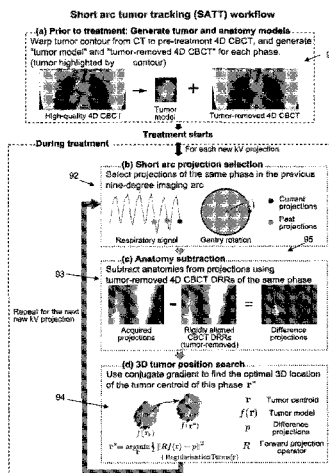 Short arc tumor tracking (SATT) workflow
(a) Prior to treatment: Generate tumor and anatomy models
Warp tumor contour from CT to pre-treatment 4D CBCT, and generate
"tumor model" and "tumor-removed 4D CBCT" for each phase.
(tumor highlighted by contour)
High-quality 4D CBCT
Tumor
model
+
Tumor-removed 4D CBCT
Treatment starts
During treatment
For each new kV projection
(b) Short arc projection selection
92
Select projections of the same phase in the previous
nine-degree imaging arc
Current
projections
Past
projections
Respiratory signal
Gantry rotation
95
(c) Anatomy subtraction
93
Subtract anatomies from projections using
tumor-removed 4D CBCT DRRs of the same phase
Repeat for the next
new kV projection
Acquired
projections
Rigidly aligned
CBCT DRRs
(tumor-removed)
Difference
projections
(d) 3D tumor position search
Use conjugate gradient to find the optimal 3D location
of the tumor centroid of this phase r*
94
r Tumor centroid
f(r) Tumor model
p Difference
projections
R Forward projection
operator